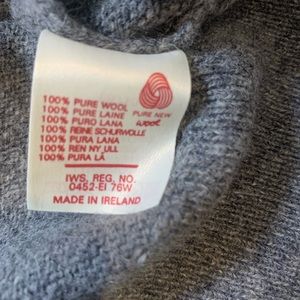 PURE NEW
wool
100% PURE WOOL
100% PURE LAINE
100% PURO LANA
100% REINE SCHURWOLLE
100% PURA LANA
100% REN NY ULL
100% PURA LÃ
IWS. REG. NO.
0452-EI 76W
MADE IN IRELAND